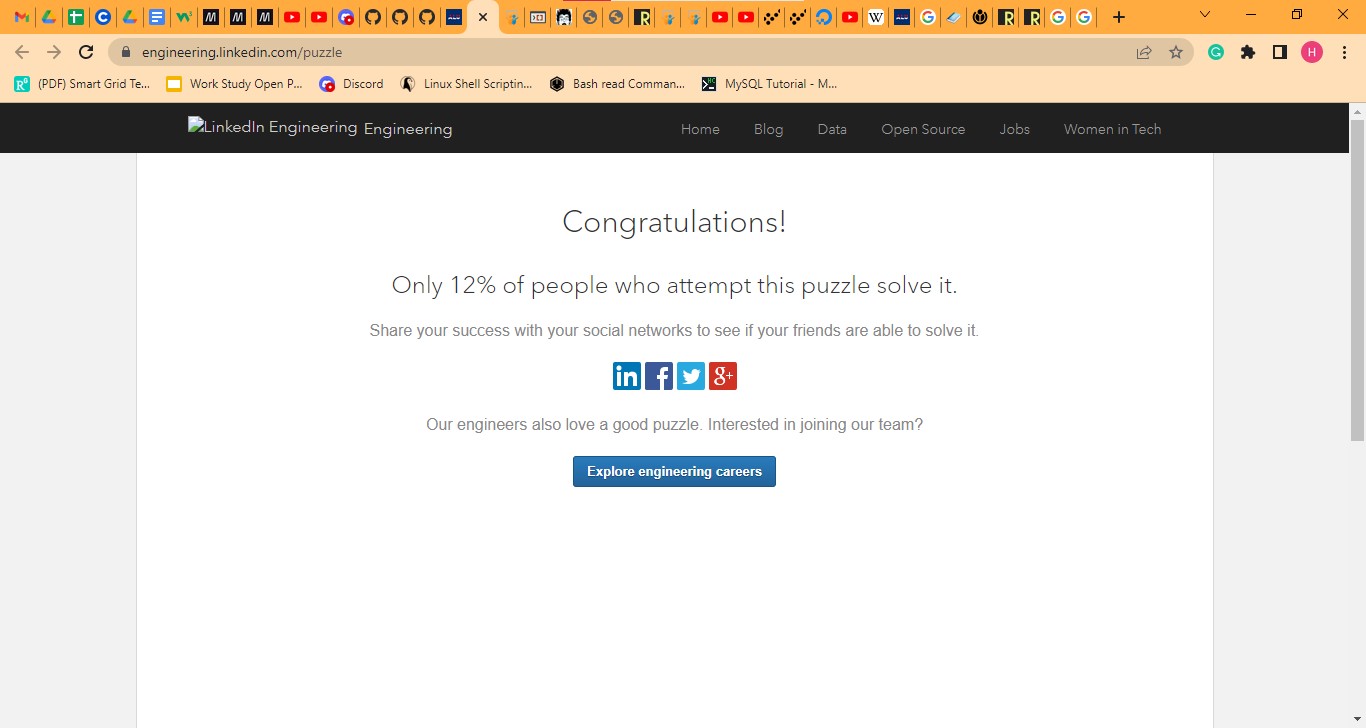 engineering.linkedin.com/puzzle
H
(PDF) Smart Grid Te...
Work Study Open P...
Discord
Linux Shell Scriptin...
Bash read Comman...
MySQL Tutorial - M...
LinkedIn Engineering Engineering
Home
Blog
Data
Open Source
Jobs
Women in Tech
Congratulations!
Only 12% of people who attempt this puzzle solve it.
Share your success with your social networks to see if your friends are able to solve it.
in f g+
Our engineers also love a good puzzle. Interested in joining our team?
Explore engineering careers